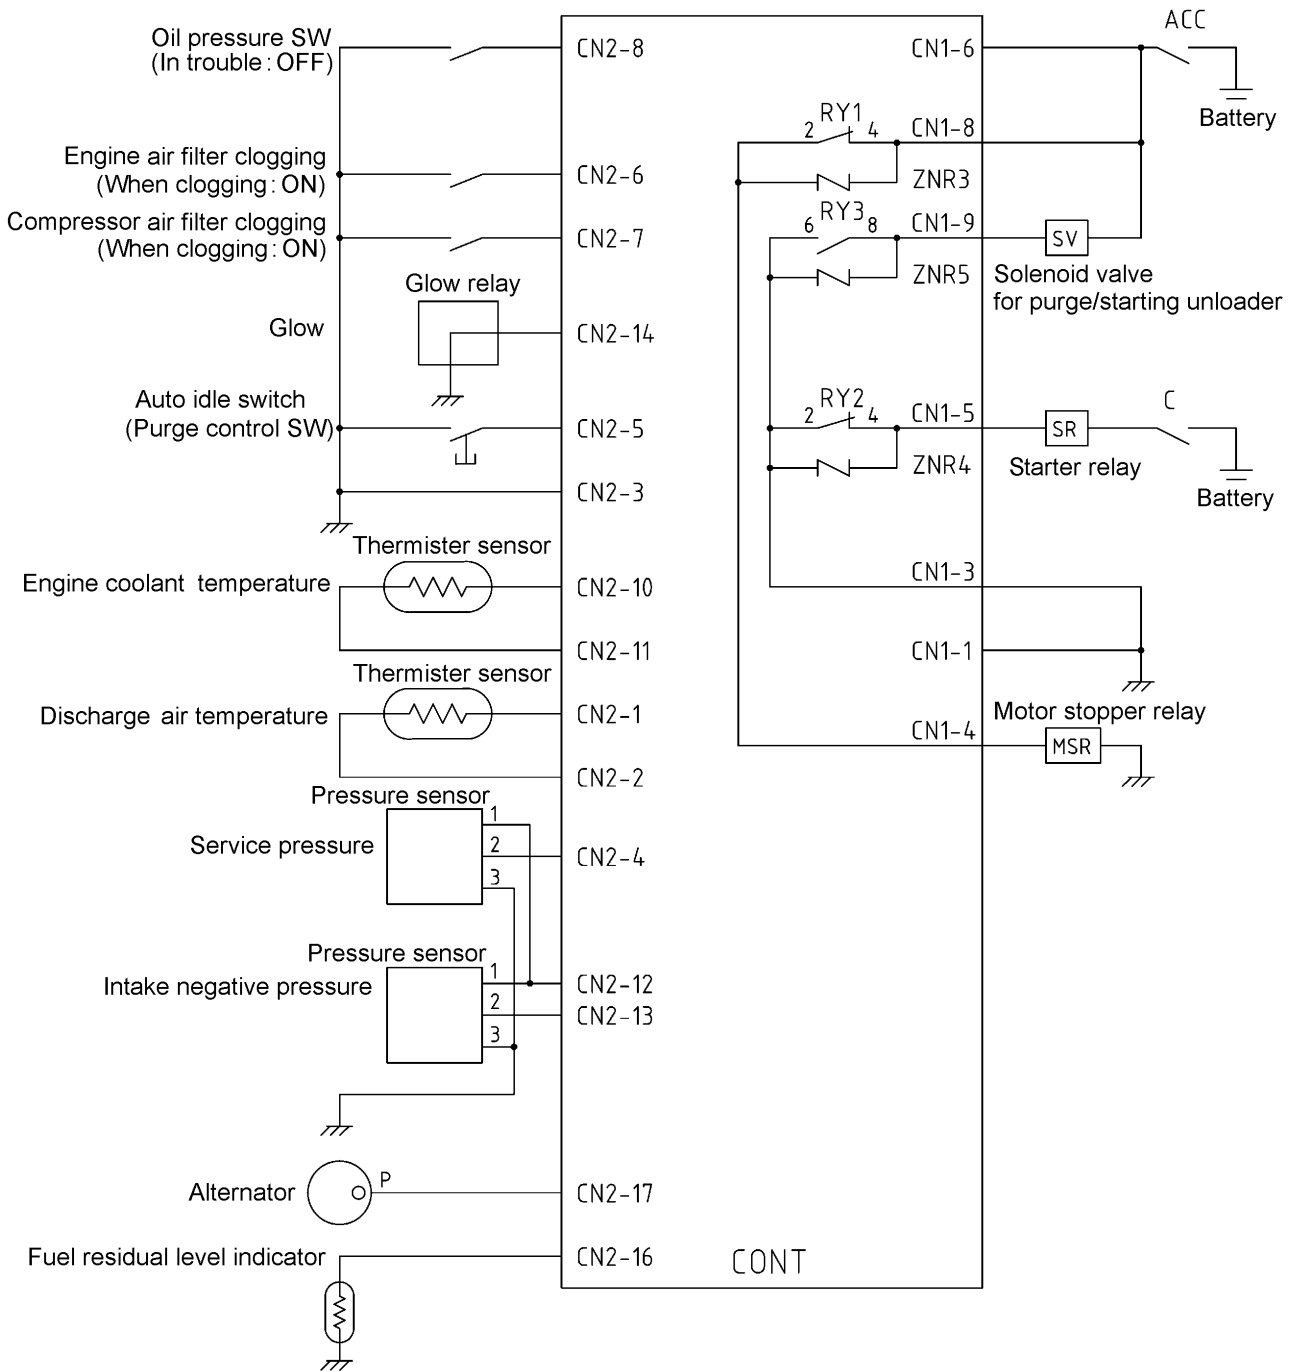 Oil pressure SW
(In trouble : OFF)
Engine air filter clogging
(When clogging : ON)
Compressor air filter clogging
(When clogging : ON)
Glow relay
Glow
Auto idle switch
(Purge control SW)
Thermister sensor
Engine coolant temperature
Thermister sensor
Discharge air temperature
Pressure sensor
Service pressure
1
2
3
Pressure sensor
Intake negative pressure
1
2
3
Alternator
P
Fuel residual level indicator
CN2-8
CN2-6
CN2-7
CN2-14
CN2-5
CN2-3
CN2-10
CN2-11
CN2-1
CN2-2
CN2-4
CN2-12
CN2-13
CN2-17
CN2-16
CONT
RY1
2 4
ZNR3
RY3
6 8
ZNR5
RY2
2 4
ZNR4
CN1-6
CN1-8
CN1-9
CN1-5
CN1-3
CN1-1
CN1-4
ACC
Battery
SV
Solenoid valve
for purge/starting unloader
C
SR
Starter relay
Battery
Motor stopper relay
MSR